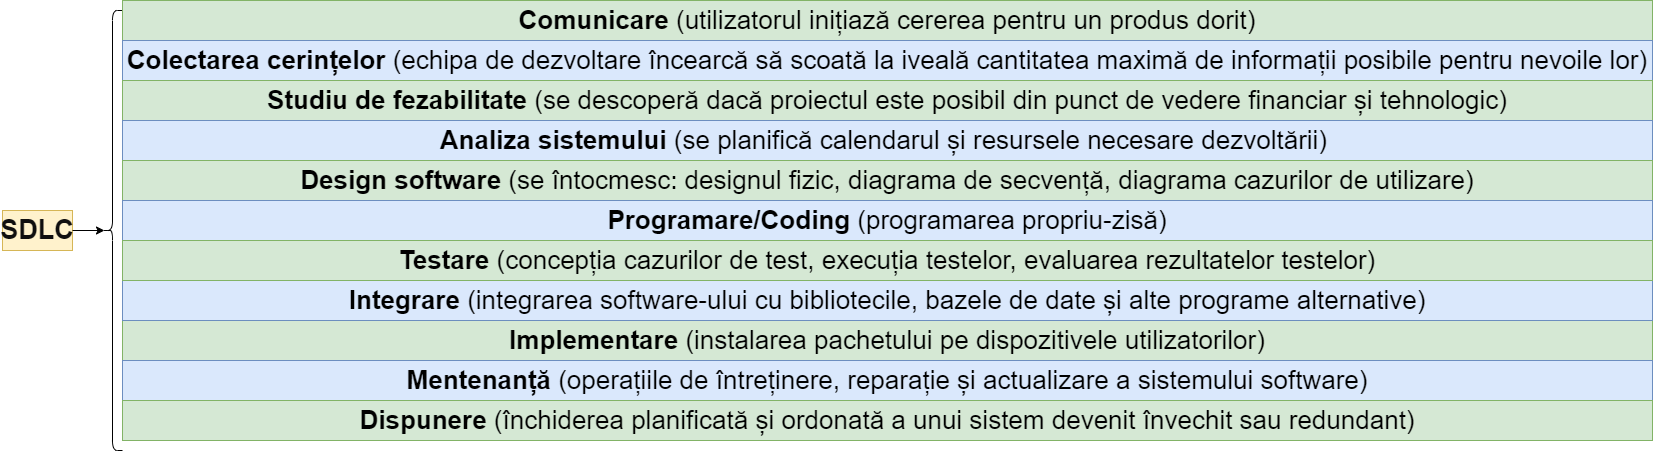 Comunicare (utilizatorul inițiază cererea pentru un produs dorit)
Colectarea cerințelor (echipa de dezvoltare încearcă să scoată la iveală cantitatea maximă de informații posibile pentru nevoile lor)
Studiu de fezabilitate (se descoperă dacă proiectul este posibil din punct de vedere financiar și tehnologic)
Analiza sistemului (se planifică calendarul și resursele necesare dezvoltării)
Design software (se întocmesc: designul fizic, diagrama de secvență, diagrama cazurilor de utilizare)
SDLC
Programare/Coding (programarea propriu-zisă)
Testare (concepția cazurilor de test, execuția testelor, evaluarea rezultatelor testelor)
Integrare (integrarea software-ului cu bibliotecile, bazele de date și alte programe alternative)
Implementare (instalarea pachetului pe dispozitivele utilizatorilor)
Mentenanță (operațiile de întreținere, reparație și actualizare a sistemului software)
Dispunere (închiderea planificată și ordonată a unui sistem devenit învechit sau redundant)